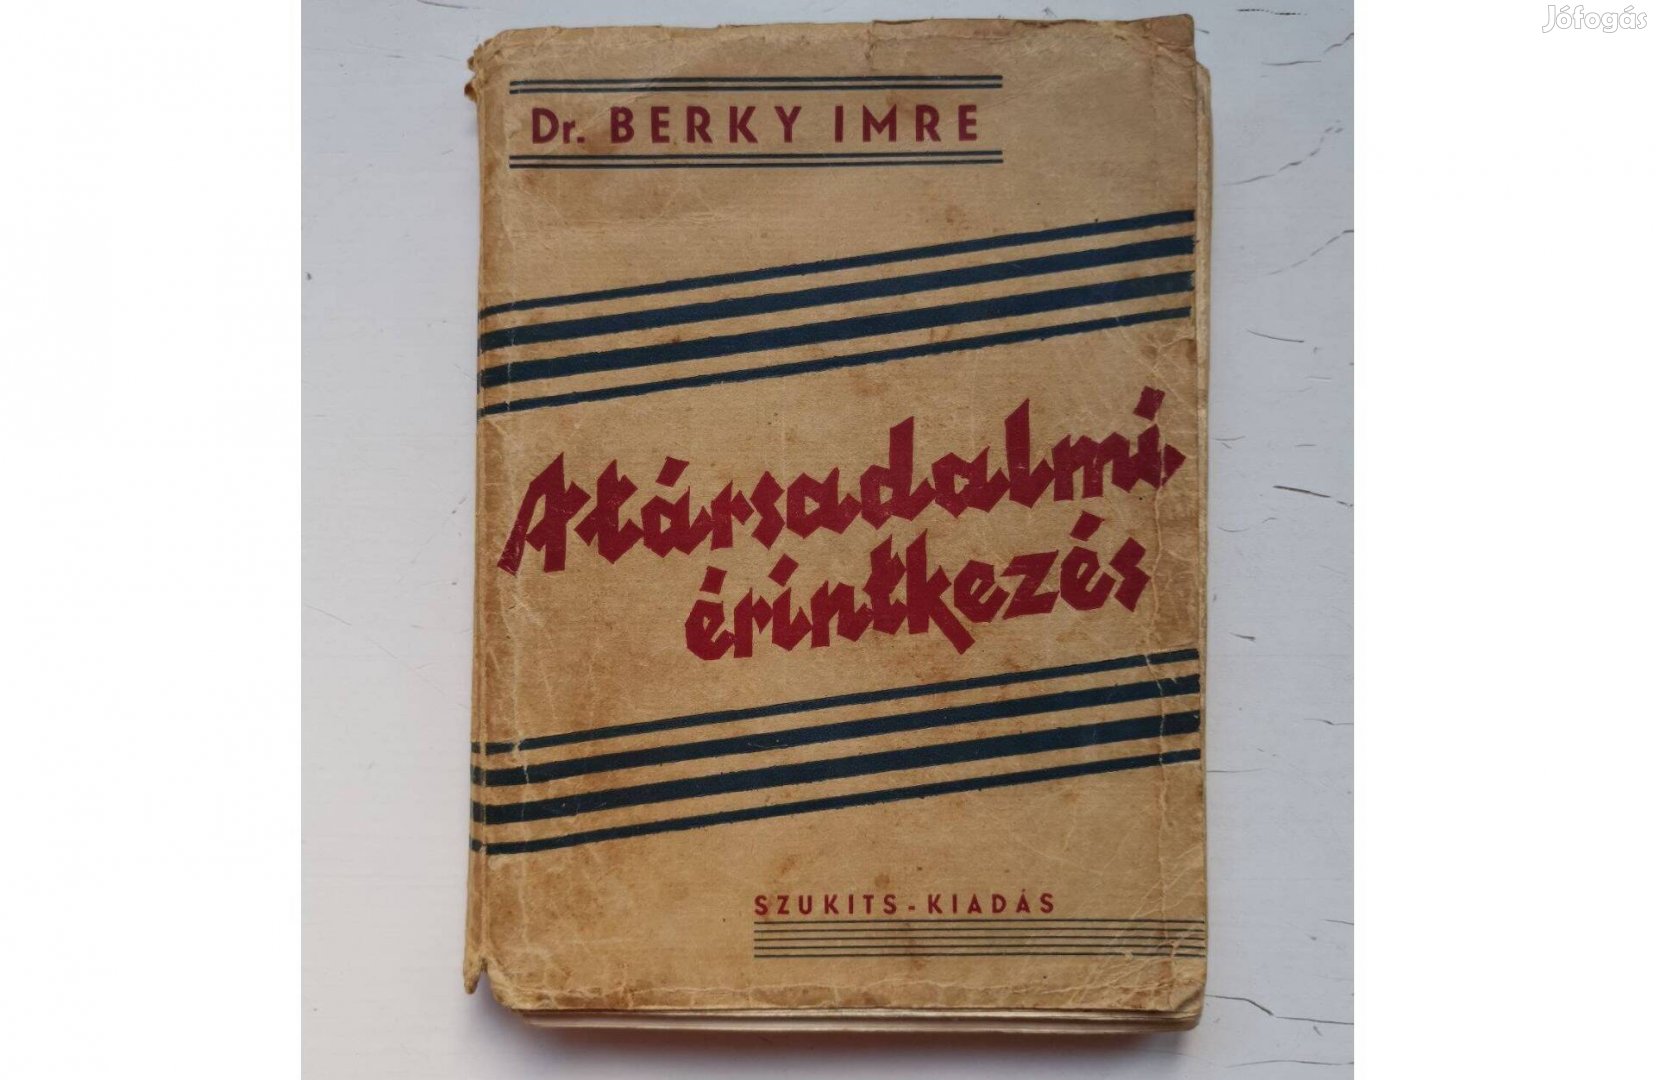 Jófogás
Dr. BERKY IMRE
A társadalmi
érintkezés
SZUKITS-KIADÁS